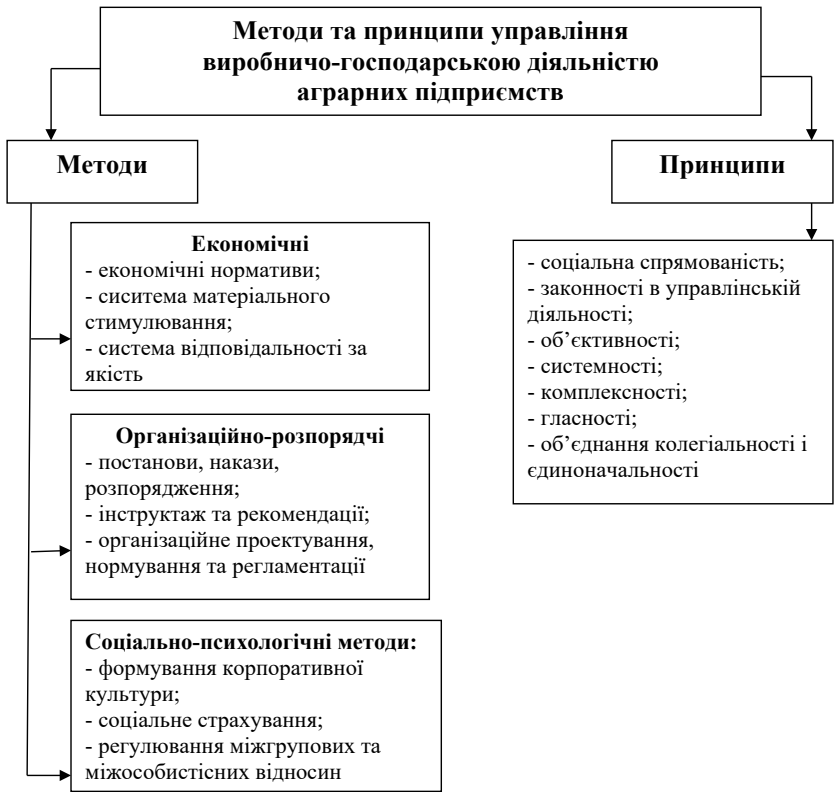 Методи та принципи управління
виробничо-господарською діяльністю
аграрних підприємств
Методи
Принципи
Економічні
- економічні нормативи;
- сиситема матеріального
стимулювання;
- система відповідальності за
якість
Організаційно-розпорядчі
- постанови, накази,
розпорядження;
- інструктаж та рекомендації;
- організаційне проектування,
нормування та регламентації
Соціально-психологічні методи:
- формування корпоративної
культури;
- соціальне страхування;
- регулювання міжгрупових та
міжособистісних відносин
- соціальна спрямованість;
- законності в управлінській
діяльності;
- об’єктивності;
- системності;
- комплексності;
- гласності;
- об’єднання колегіальності і
єдиноначальності